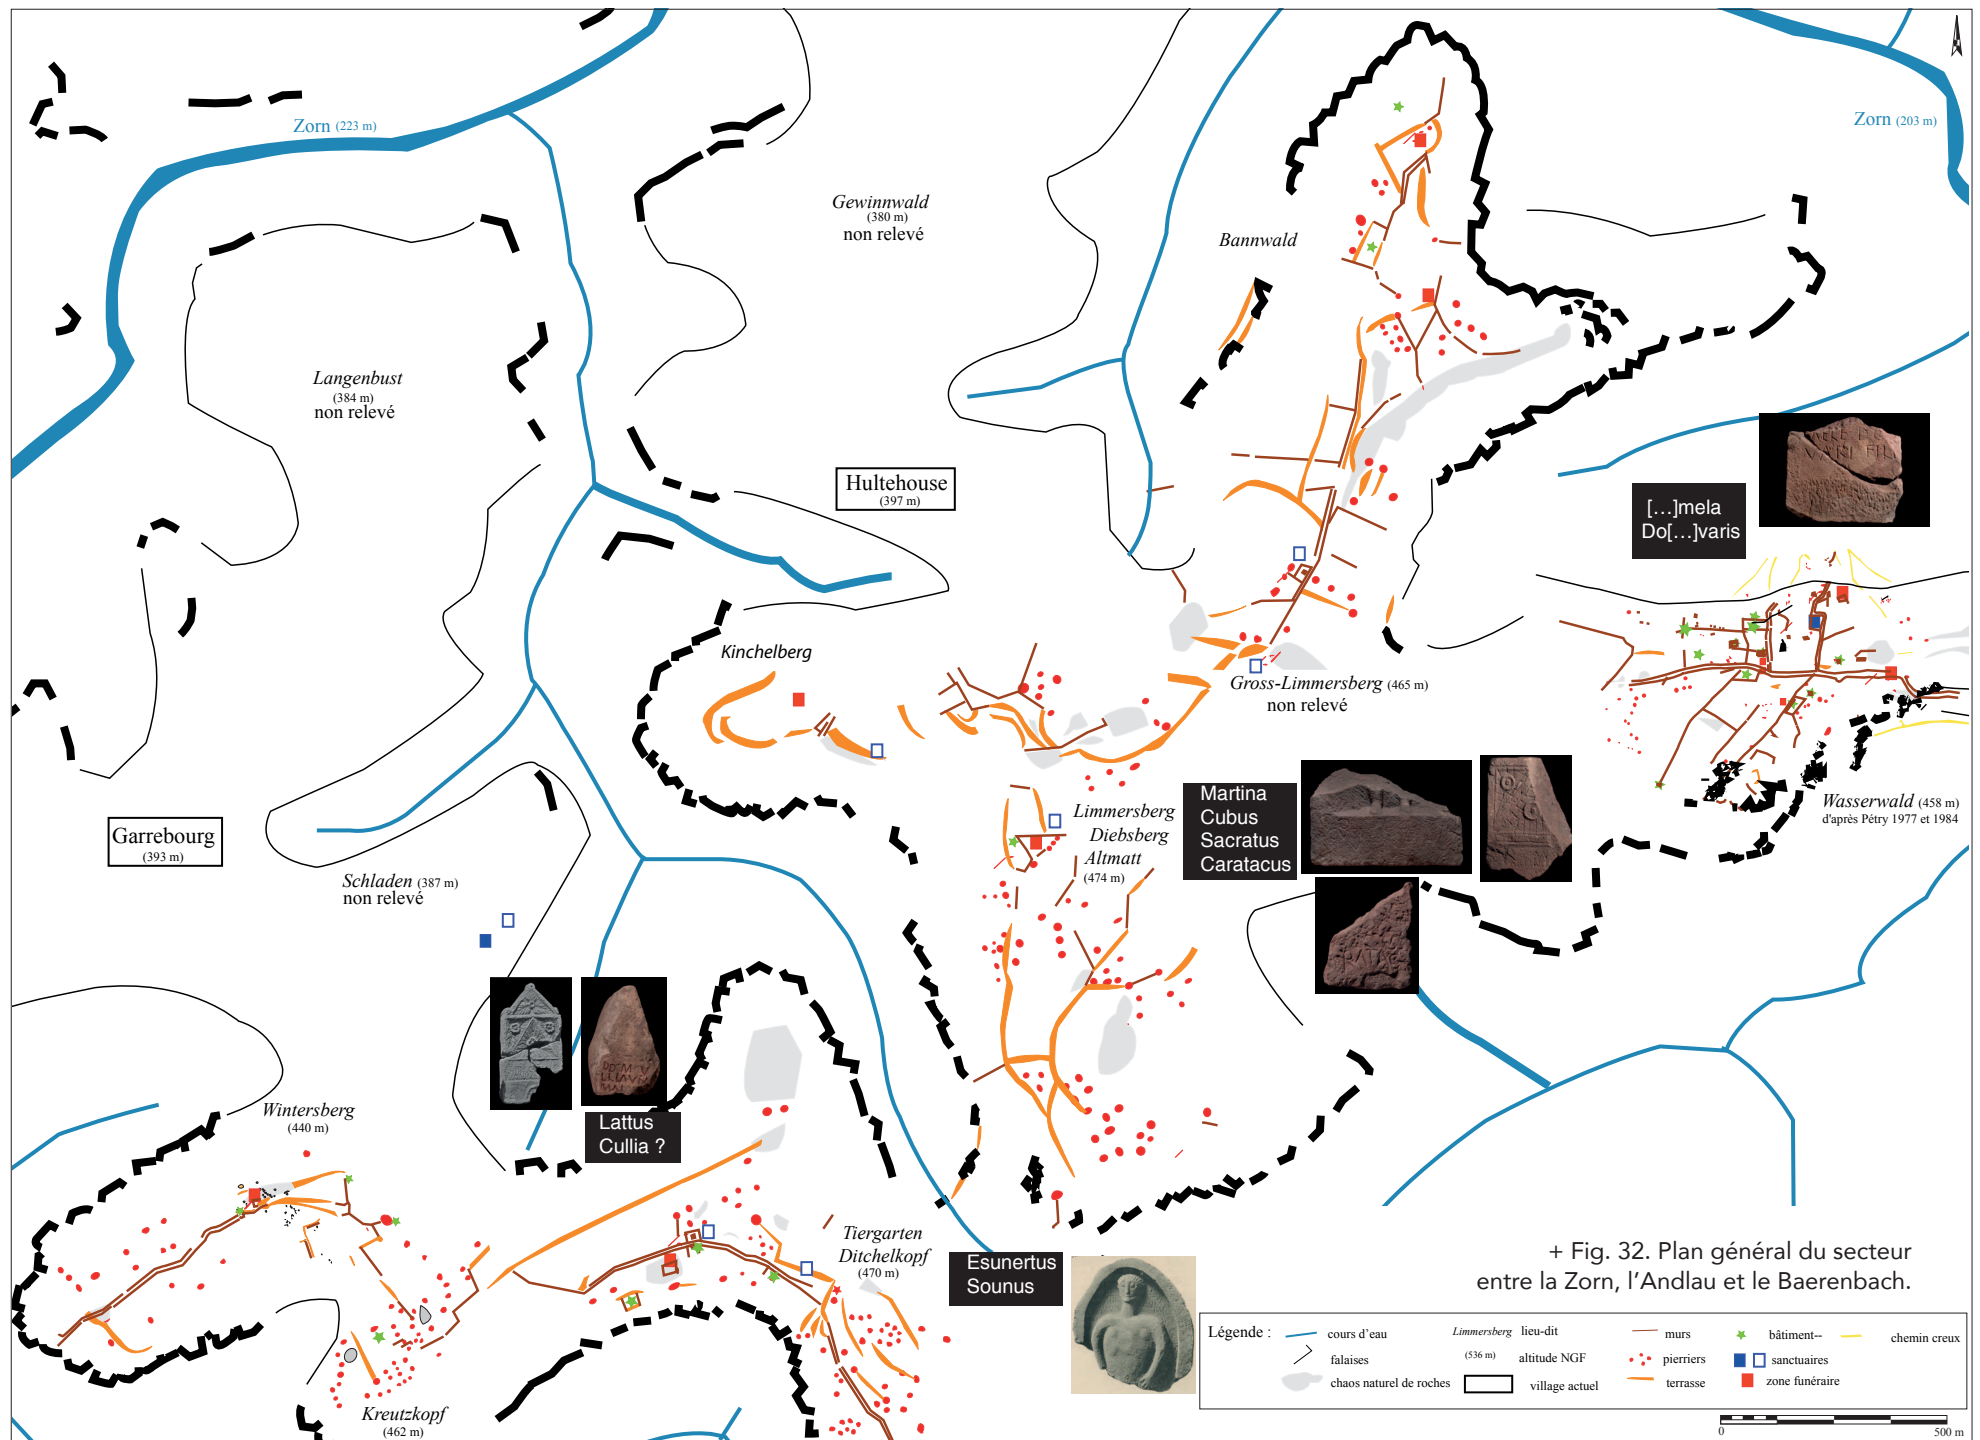 Zorn (223 m)
Zorn (203 m)
Gewinnwald
(380 m)
non relevé
Bannwald
Langenbust
(384 m)
non relevé
Hultehouse
(397 m)
[...]mela
Do[...]varis
Kinchelberg
Gross-Limmersberg (465 m)
non relevé
Garrebourg
(393 m)
Schladen (387 m)
non relevé
Limmersberg
Diebsberg
Altmatt
(474 m)
Martina
Cubus
Sacratus
Caratacus
Wasserwald (458 m)
d'après Pétry 1977 et 1984
Wintersberg
(440 m)
Lattus
Cullia ?
Tiergarten
Ditchelkopf
(470 m)
Esunertus
Sounus
Kreutzkopf
(462 m)
+ Fig. 32. Plan général du secteur
entre la Zorn, l'Andlau et le Baerenbach.
Légende :
cours d'eau
falaises
chaos naturel de roches
Limmersberg lieu-dit
(536 m) altitude NGF
village actuel
murs
pierriers
terrasse
bâtiment--
sanctuaires
zone funéraire
chemin creux
0 500 m